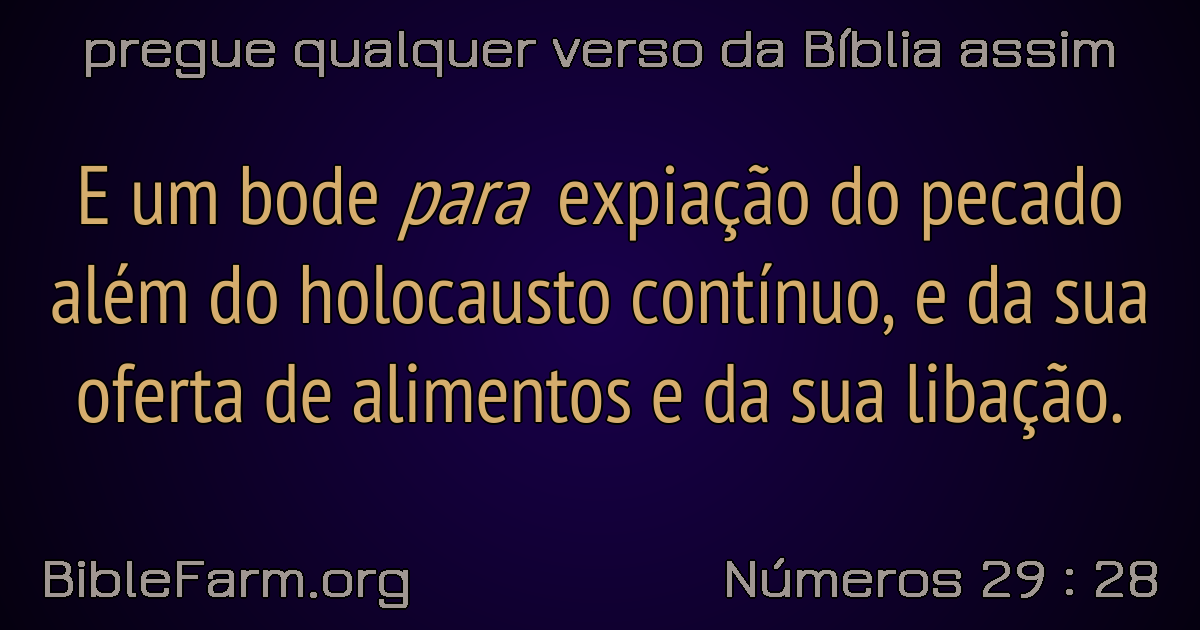 pregue qualquer verso da Bíblia assim
E um bode para expiação do pecado
além do holocausto contínuo, e da sua
oferta de alimentos e da sua libação.
BibleFarm.org
Números 29 : 28